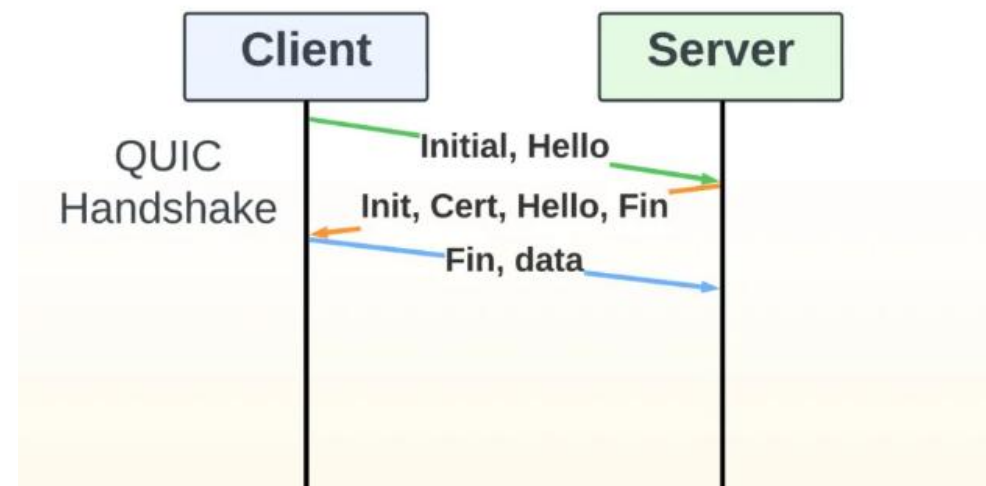 Client
Server
QUIC
Handshake
Initial, Hello
Init, Cert, Hello, Fin
Fin, data